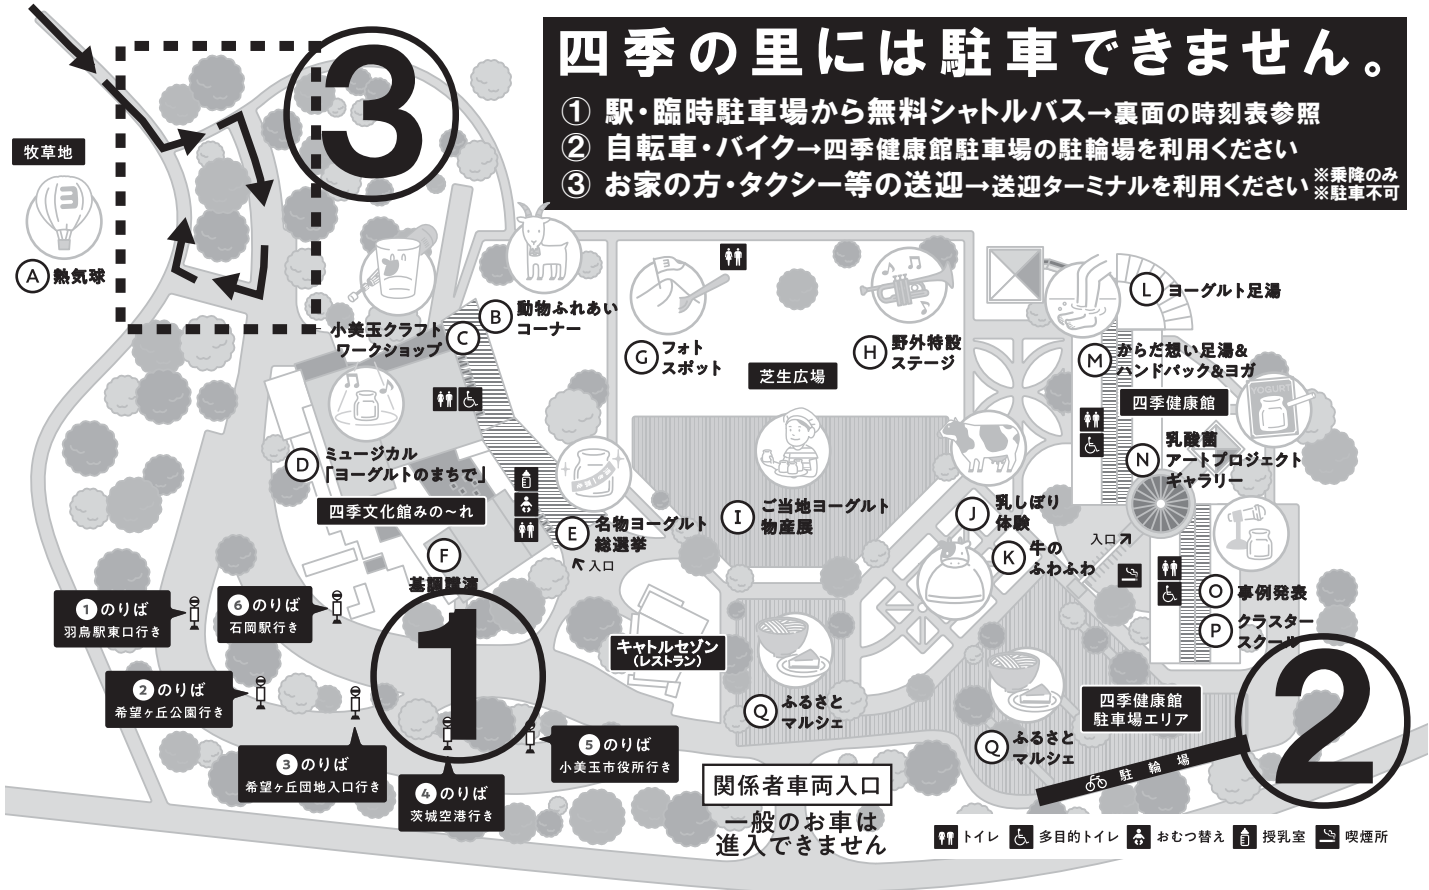 四季の里には駐車できません。
① 駅・臨時駐車場から無料シャトルバス→裏面の時刻表参照
② 自転車・バイク→四季健康館駐車場の駐輪場を利用ください
③ お家の方・タクシー等の送迎→送迎ターミナルを利用ください
※乗降のみ
※駐車不可
3
牧草地
3
A 熱気球
B 動物ふれあい
コーナー
小美玉クラフト
ワークショップ C
G フォト
スポット
3
H 野外特設
ステージ
芝生広場
L ヨーグルト足湯
M からだ想い足湯&
ハンドパック&ヨガ
四季健康館
YOGURT
D ミュージカル
「ヨーグルトのまちで」
四季文化館みの〜れ
N 乳酸菌
アートプロジェクト
ギャラリー
I ご当地ヨーグルト
物産展
E 名物ヨーグルト
総選挙
入口
J 乳しぼり
体験
K 牛の
ふわふわ
入口
F
基調講演
O 事例発表
P クラスター
スクール
1 のりば
羽鳥駅東口行き
6 のりば
石岡駅行き
1
キャトルセゾン
(レストラン)
2
2 のりば
希望ヶ丘公園行き
Q ふるさと
マルシェ
四季健康館
駐車場エリア
Q ふるさと
マルシェ
3 のりば
希望ヶ丘団地入口行き
4 のりば
茨城空港行き
5 のりば
小美玉市役所行き
駐輪場
関係者車両入口
一般のお車は
進入できません
トイレ 多目的トイレ おむつ替え 授乳室 喫煙所